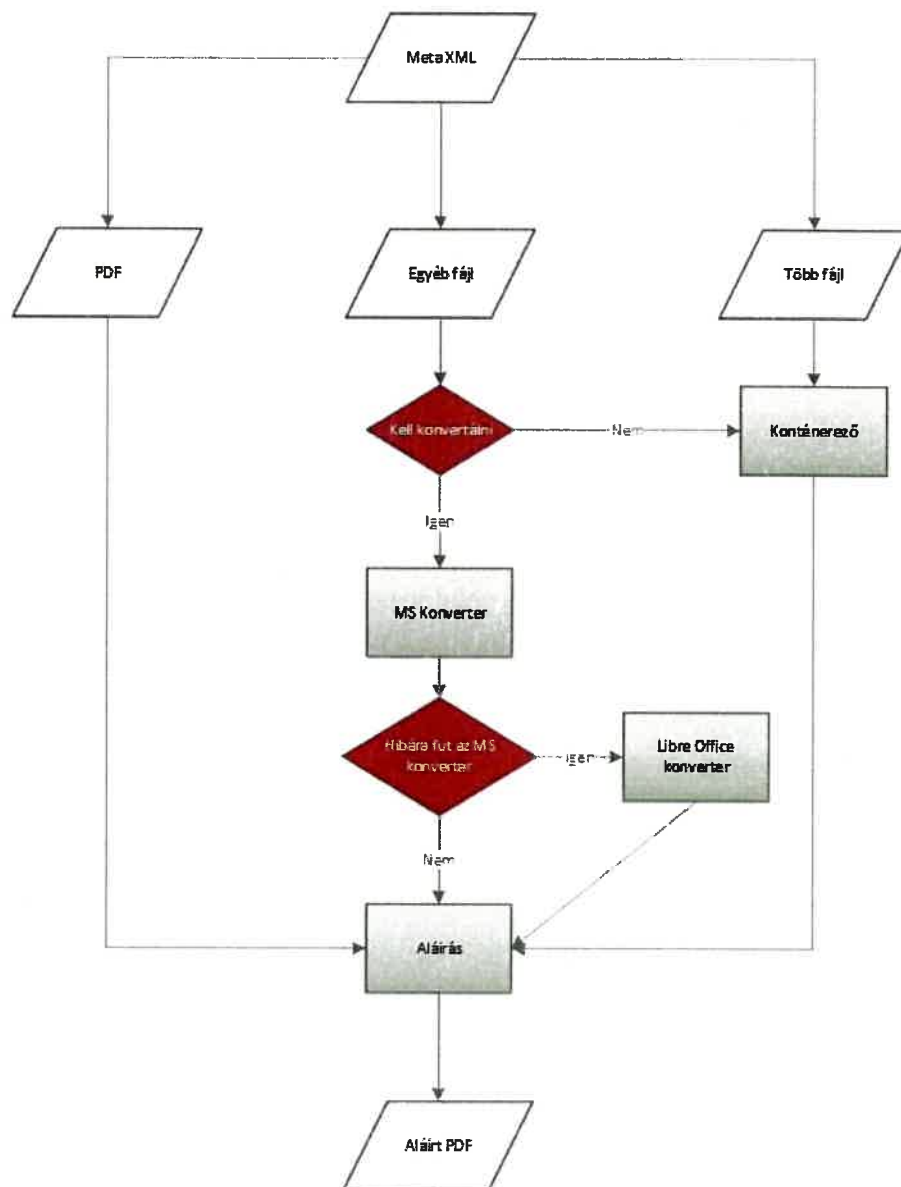 Meta XML
PDF
Egyéb fájl
Több fájl
Kell konvertálni
Nem
Konténerező
Igen
MS Konverter
Hibára fut az MS
konverter
Igen
Libre Office
konverter
Nem
Aláírás
Aláírt PDF